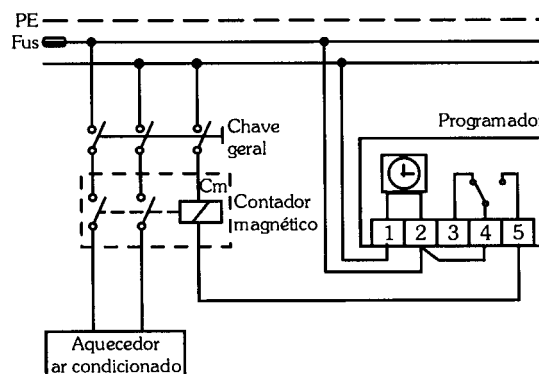 PE
Fus
Chave
geral
Programador
Cm
Contador
magnético
1 2 3 4 5
Aquecedor
ar condicionado